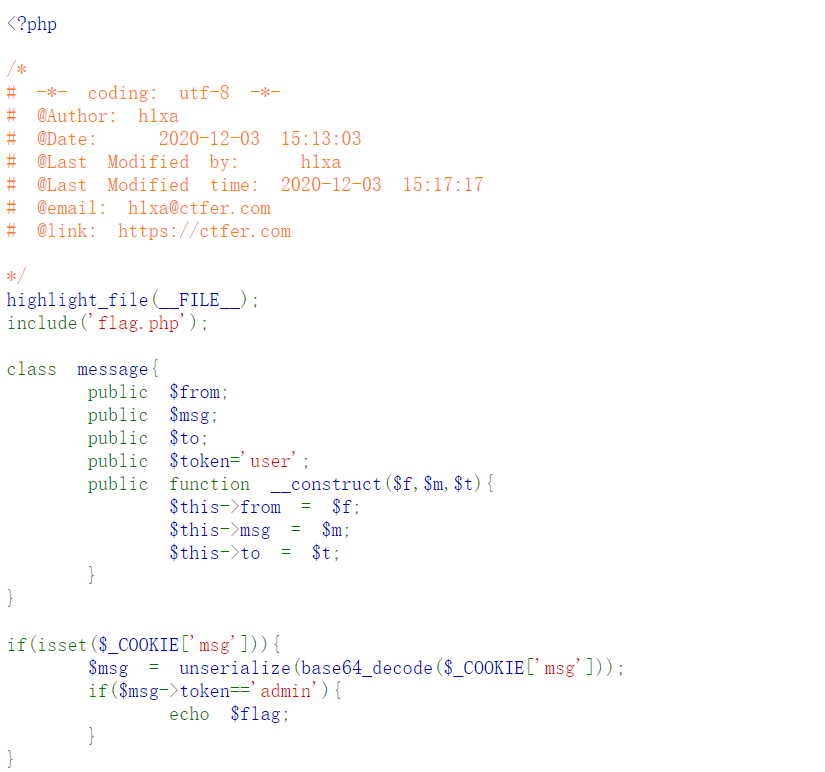 <?php
/*
# -*- coding: utf-8 -*-
# @Author: hlxa
# @Date:   2020-12-03 15:13:03
# @Last Modified by:   hlxa
# @Last Modified time: 2020-12-03 15:17:17
# @email: hlxa@ctfer.com
# @link: https://ctfer.com
*/
highlight_file(__FILE__);
include('flag.php');
class message{
    public $from;
    public $msg;
    public $to;
    public $token='user';
    public function __construct($f,$m,$t){
        $this->from = $f;
        $this->msg = $m;
        $this->to = $t;
    }
}
if(isset($_COOKIE['msg'])){
    $msg = unserialize(base64_decode($_COOKIE['msg']));
    if($msg->token=='admin'){
        echo $flag;
    }
}